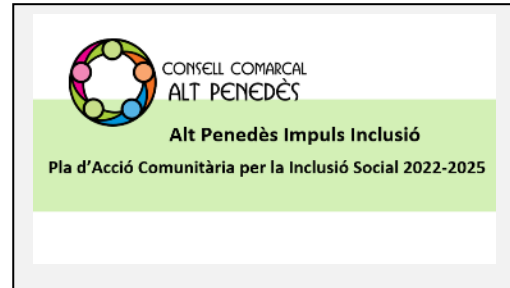 CONSELL COMARCAL
ALT PENEDÈS
Alt Penedès Impuls Inclusió
Pla d'Acció Comunitària per la Inclusió Social 2022-2025